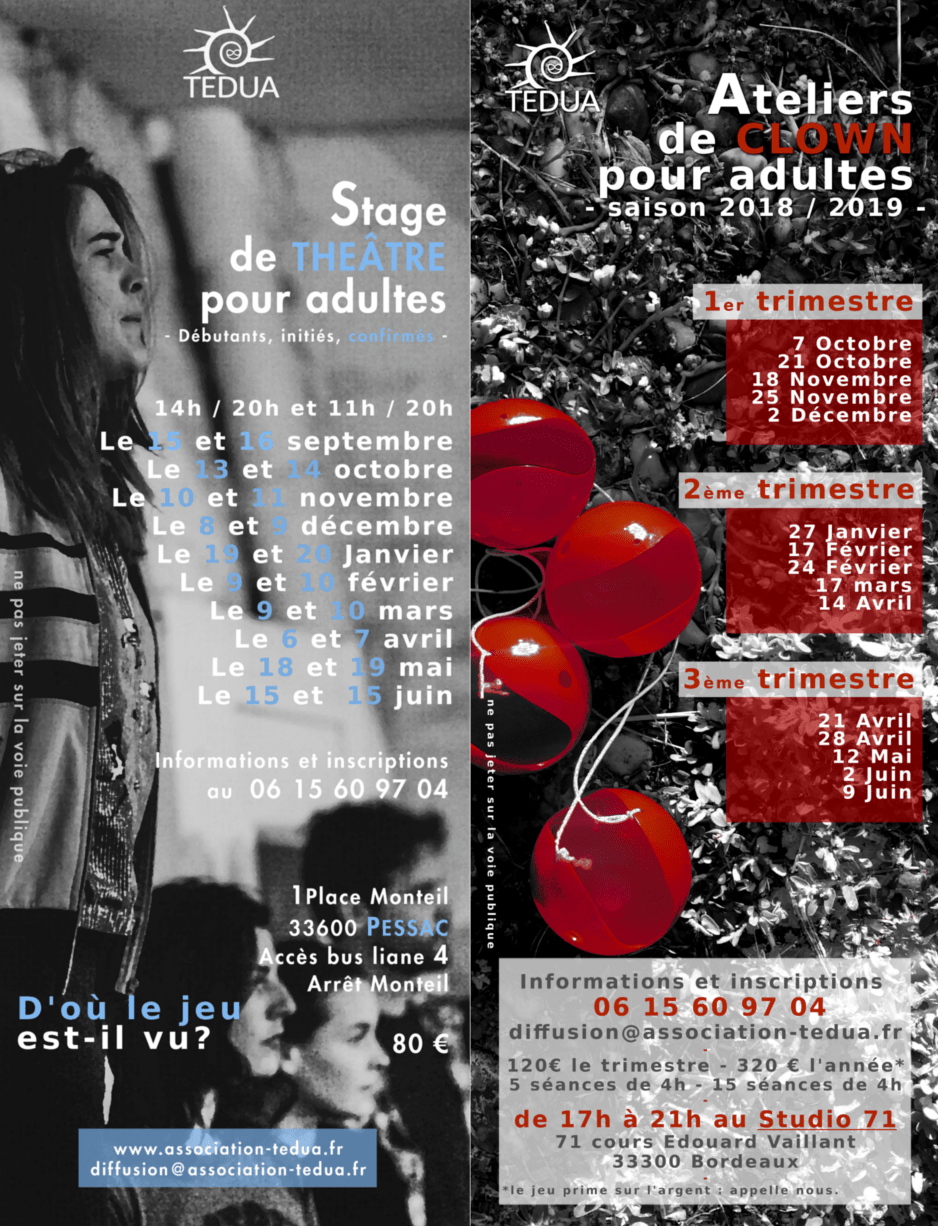 TEDUA
Stage
de THEÂTRE
pour adultes
- Débutants, initiés, confirmés -
14h / 20h et 11h / 20h
Le 15 et 16 septembre
Le 13 et 14 octobre
Le 10 et 11 novembre
Le 8 et 9 décembre
Le 19 et 20 Janvier
Le 9 et 10 février
Le 9 et 10 mars
Le 6 et 7 avril
Le 18 et 19 mai
Le 15 et 15 juin
Informations et inscriptions
au 06 15 60 97 04
ne pas jeter sur la voie publique
1Place Monteil
33600 PESSAC
Accès bus liane 4
Arrêt Monteil
D'où le jeu
est-il vu?
80 €
www.association-tedua.fr
diffusion@association-tedua.fr
TEDUA
Ateliers
de CLOWN
pour adultes
- saison 2018 / 2019 -
1er trimestre
7 Octobre
21 Octobre
18 Novembre
25 Novembre
2 Décembre
2ème trimestre
27 Janvier
17 Février
24 Février
17 mars
14 Avril
3ème trimestre
21 Avril
28 Avril
12 Mai
2 Juin
9 Juin
ne pas jeter sur la voie publique
Informations et inscriptions
06 15 60 97 04
diffusion@association-tedua.fr
-
120€ le trimestre - 320 € l'année*
5 séances de 4h - 15 séances de 4h
-
de 17h à 21h au Studio 71
71 cours Edouard Vaillant
33300 Bordeaux
-
*le jeu prime sur l'argent : appelle nous.